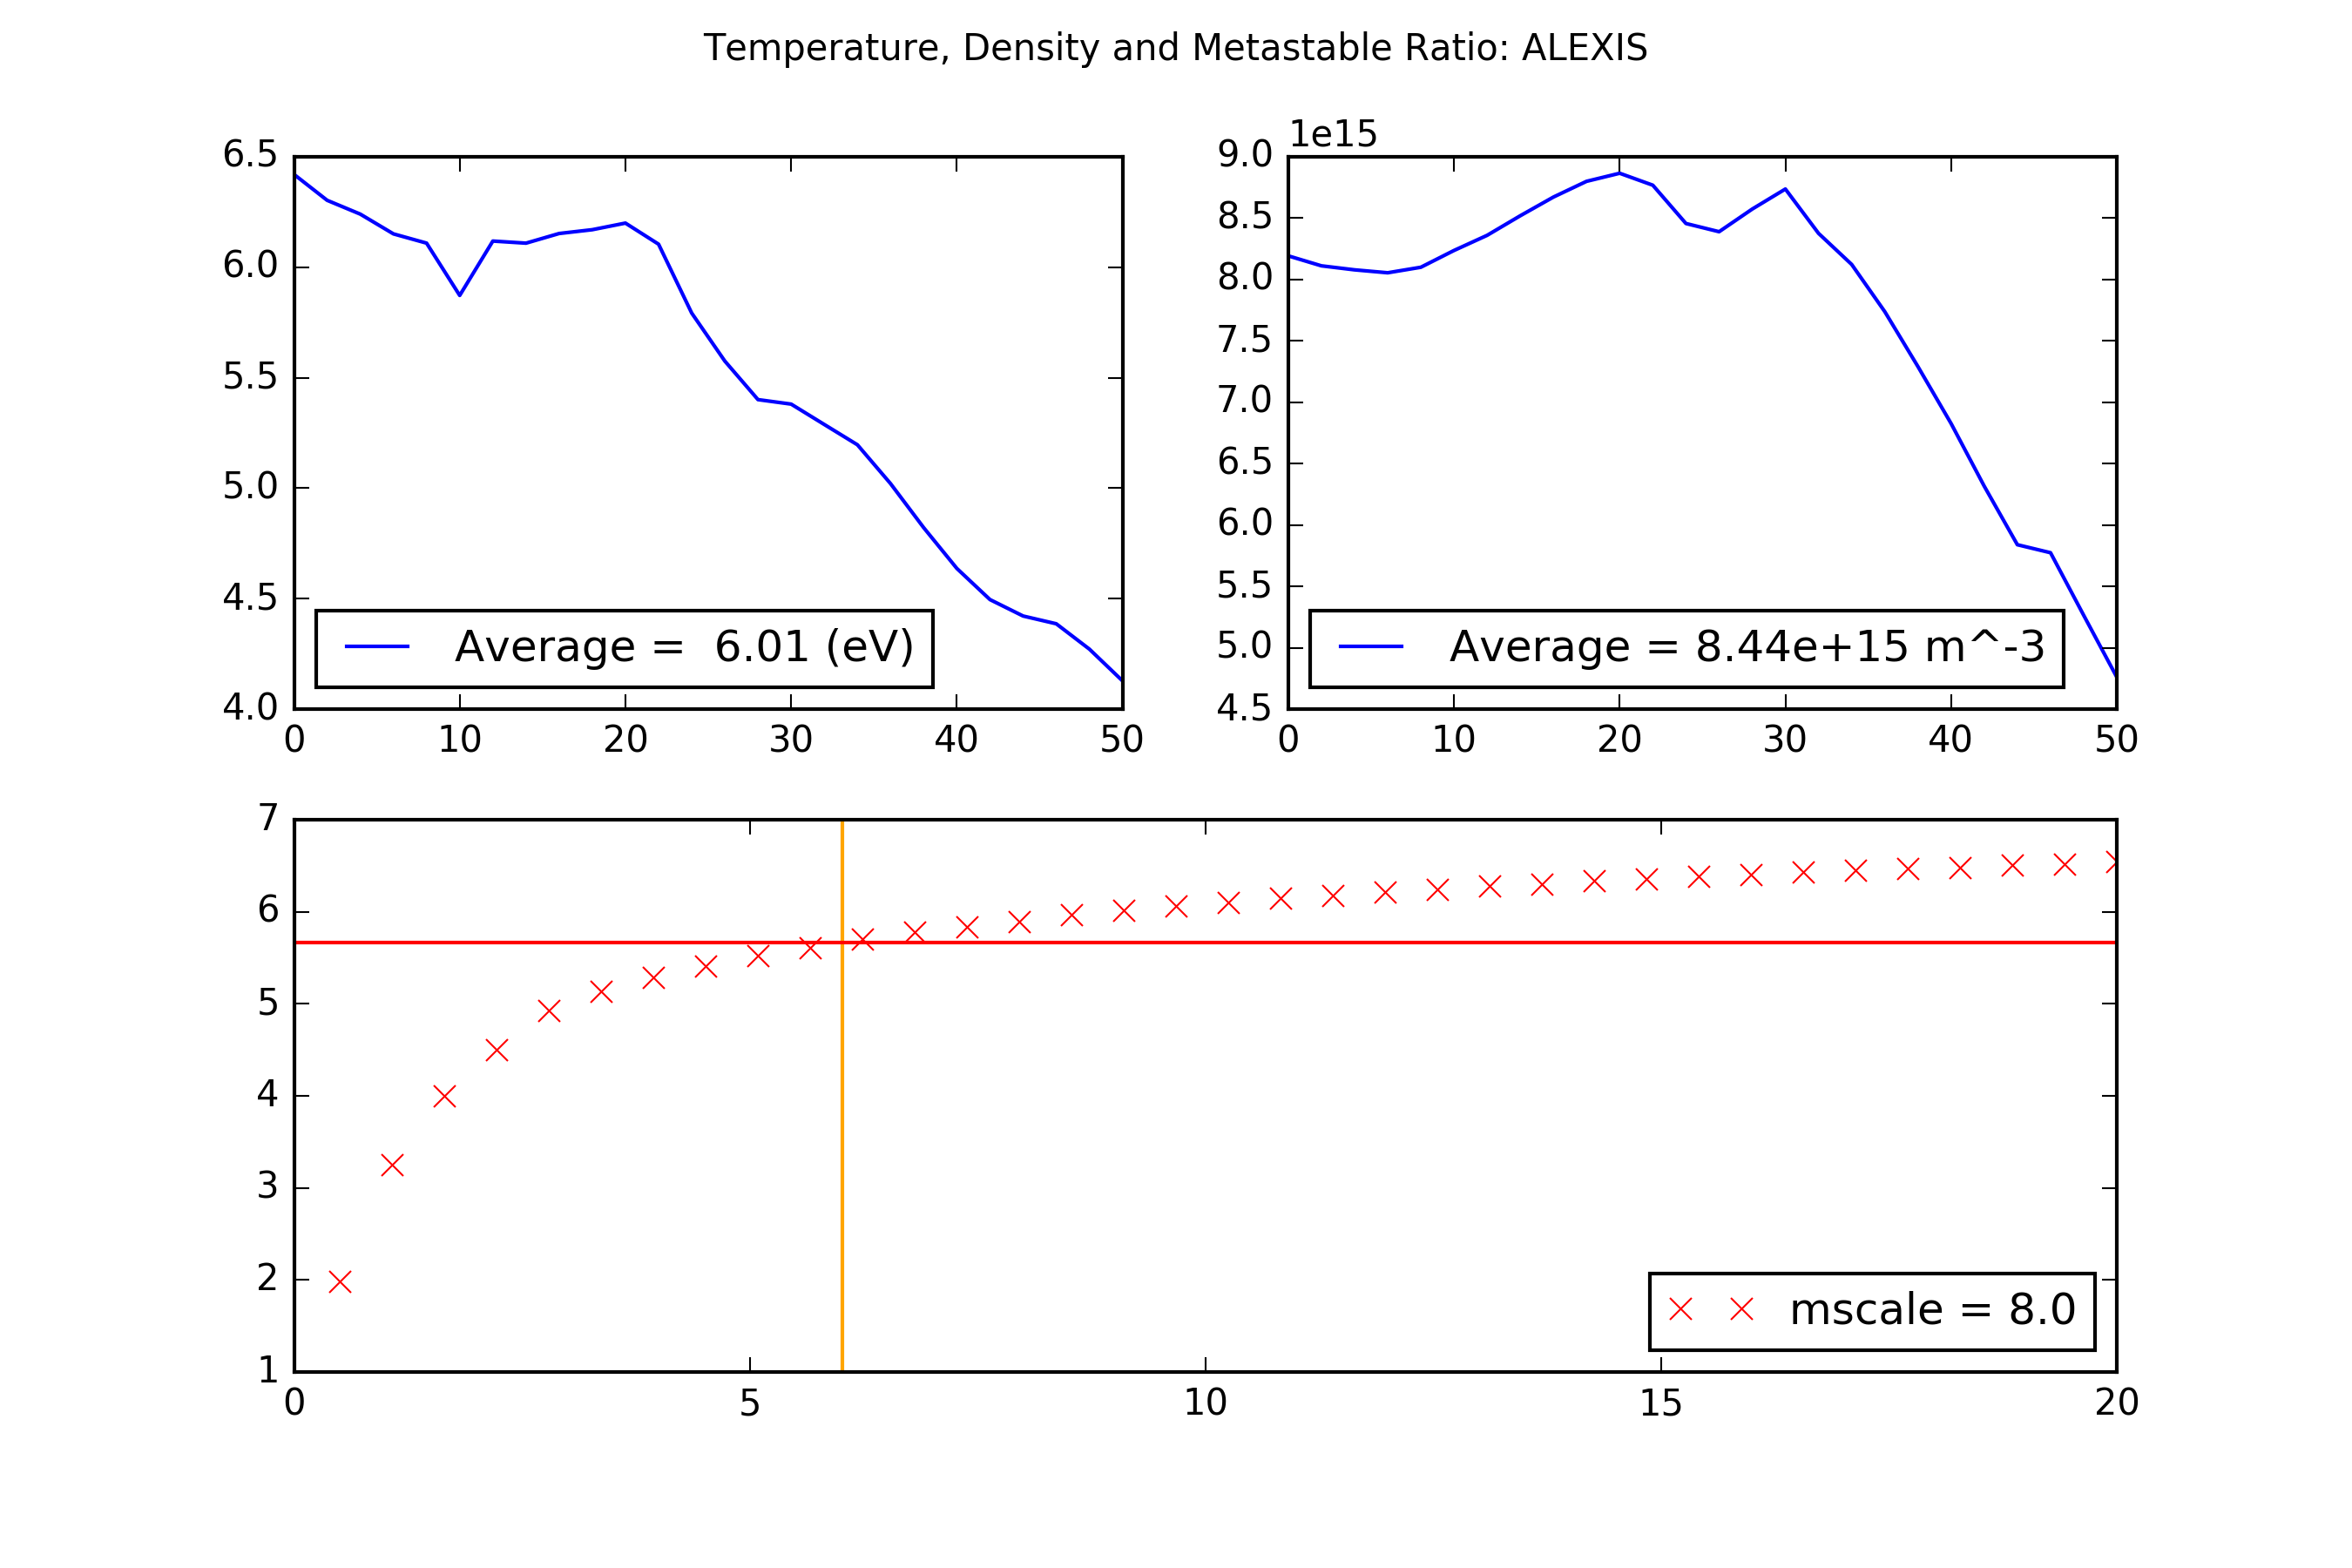 Temperature, Density and Metastable Ratio: ALEXIS
6.5
6.0
5.5
5.0
4.5
4.0
0 10 20 30 40 50
Average =  6.01 (eV)
1e15
9.0
8.5
8.0
7.5
7.0
6.5
6.0
5.5
5.0
4.5
0 10 20 30 40 50
Average = 8.44e+15 m^-3
7
6
5
4
3
2
1
0 5 10 15 20
mscale = 8.0